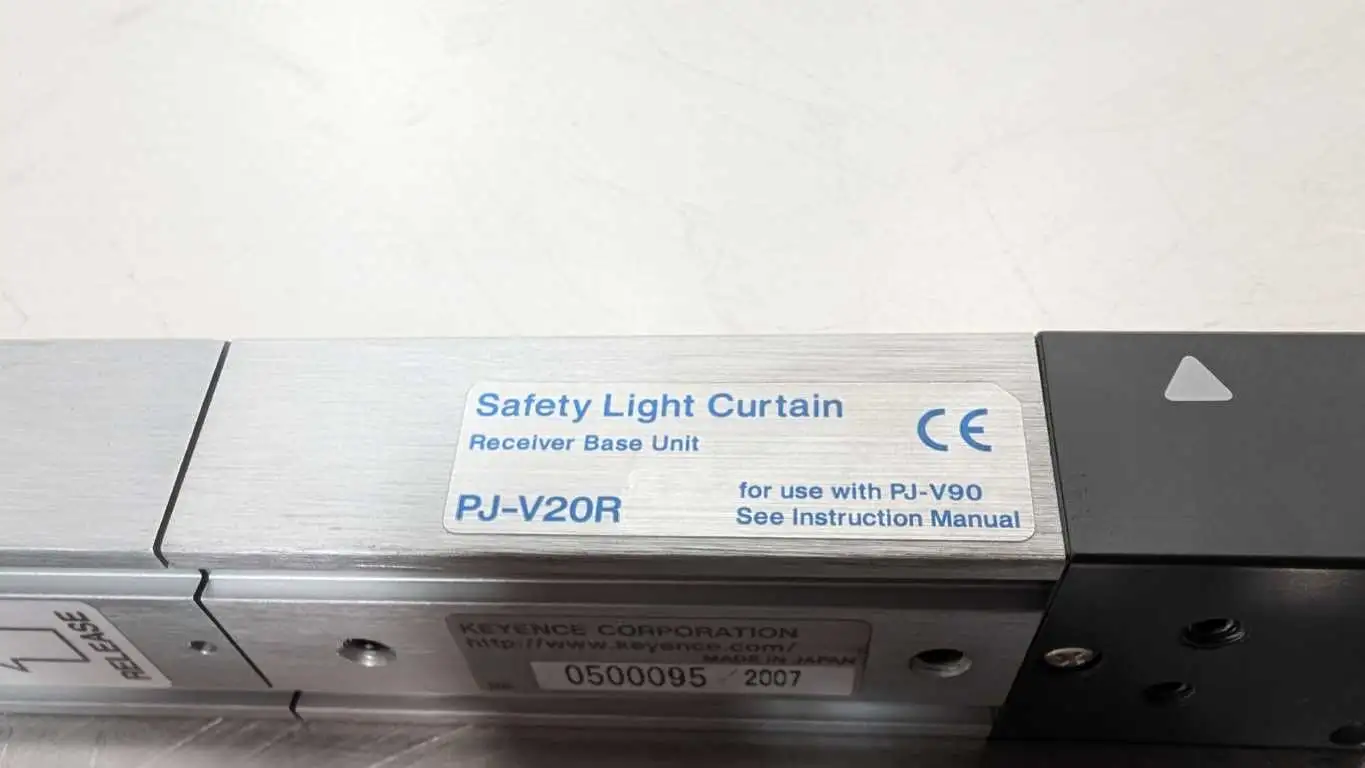 Safety Light Curtain
Receiver Base Unit
CE
PJ-V20R
for use with PJ-V90
See Instruction Manual
RELEASE
KEYENCE CORPORATION
http://www.keyence.com/
MADE IN JAPAN
0500095 2007